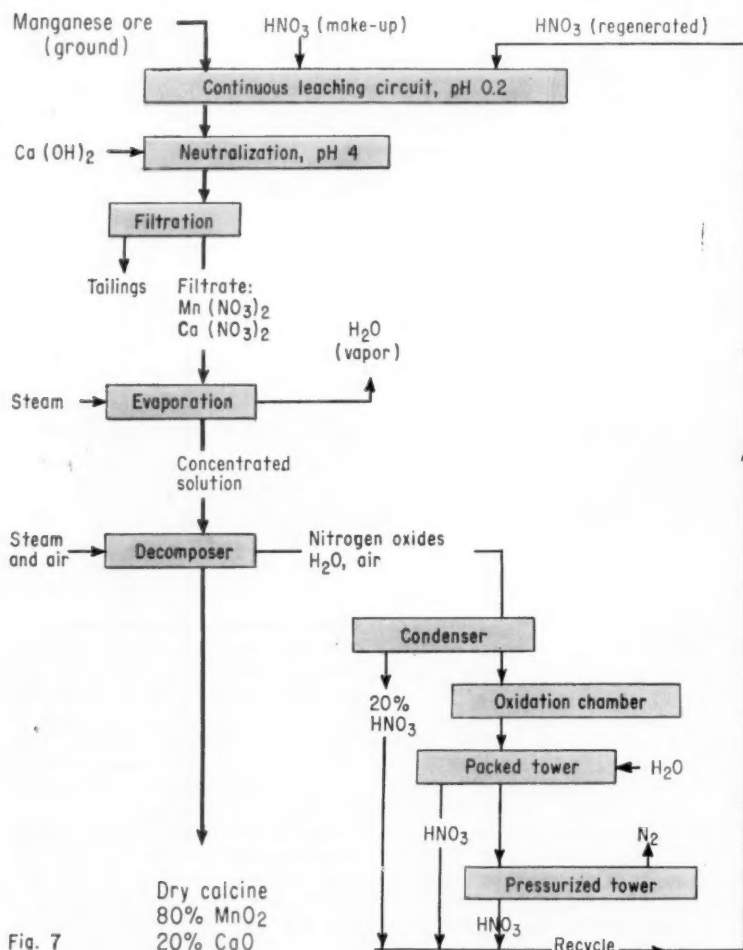 Manganese ore
(ground)
HNO₃ (make-up)
HNO₃ (regenerated)
Continuous leaching circuit, pH 0.2
Ca(OH)₂
Neutralization, pH 4
Filtration
Tailings
Filtrate:
Mn(NO₃)₂
Ca(NO₃)₂
H₂O
(vapor)
Steam
Evaporation
Concentrated
solution
Steam
and air
Decomposer
Nitrogen oxides
H₂O, air
Condenser
20%
HNO₃
Oxidation chamber
Packed tower
H₂O
HNO₃
N₂
Pressurized tower
HNO₃
Recycle
Dry calcine
80% MnO₂
20% CaO
Fig. 7